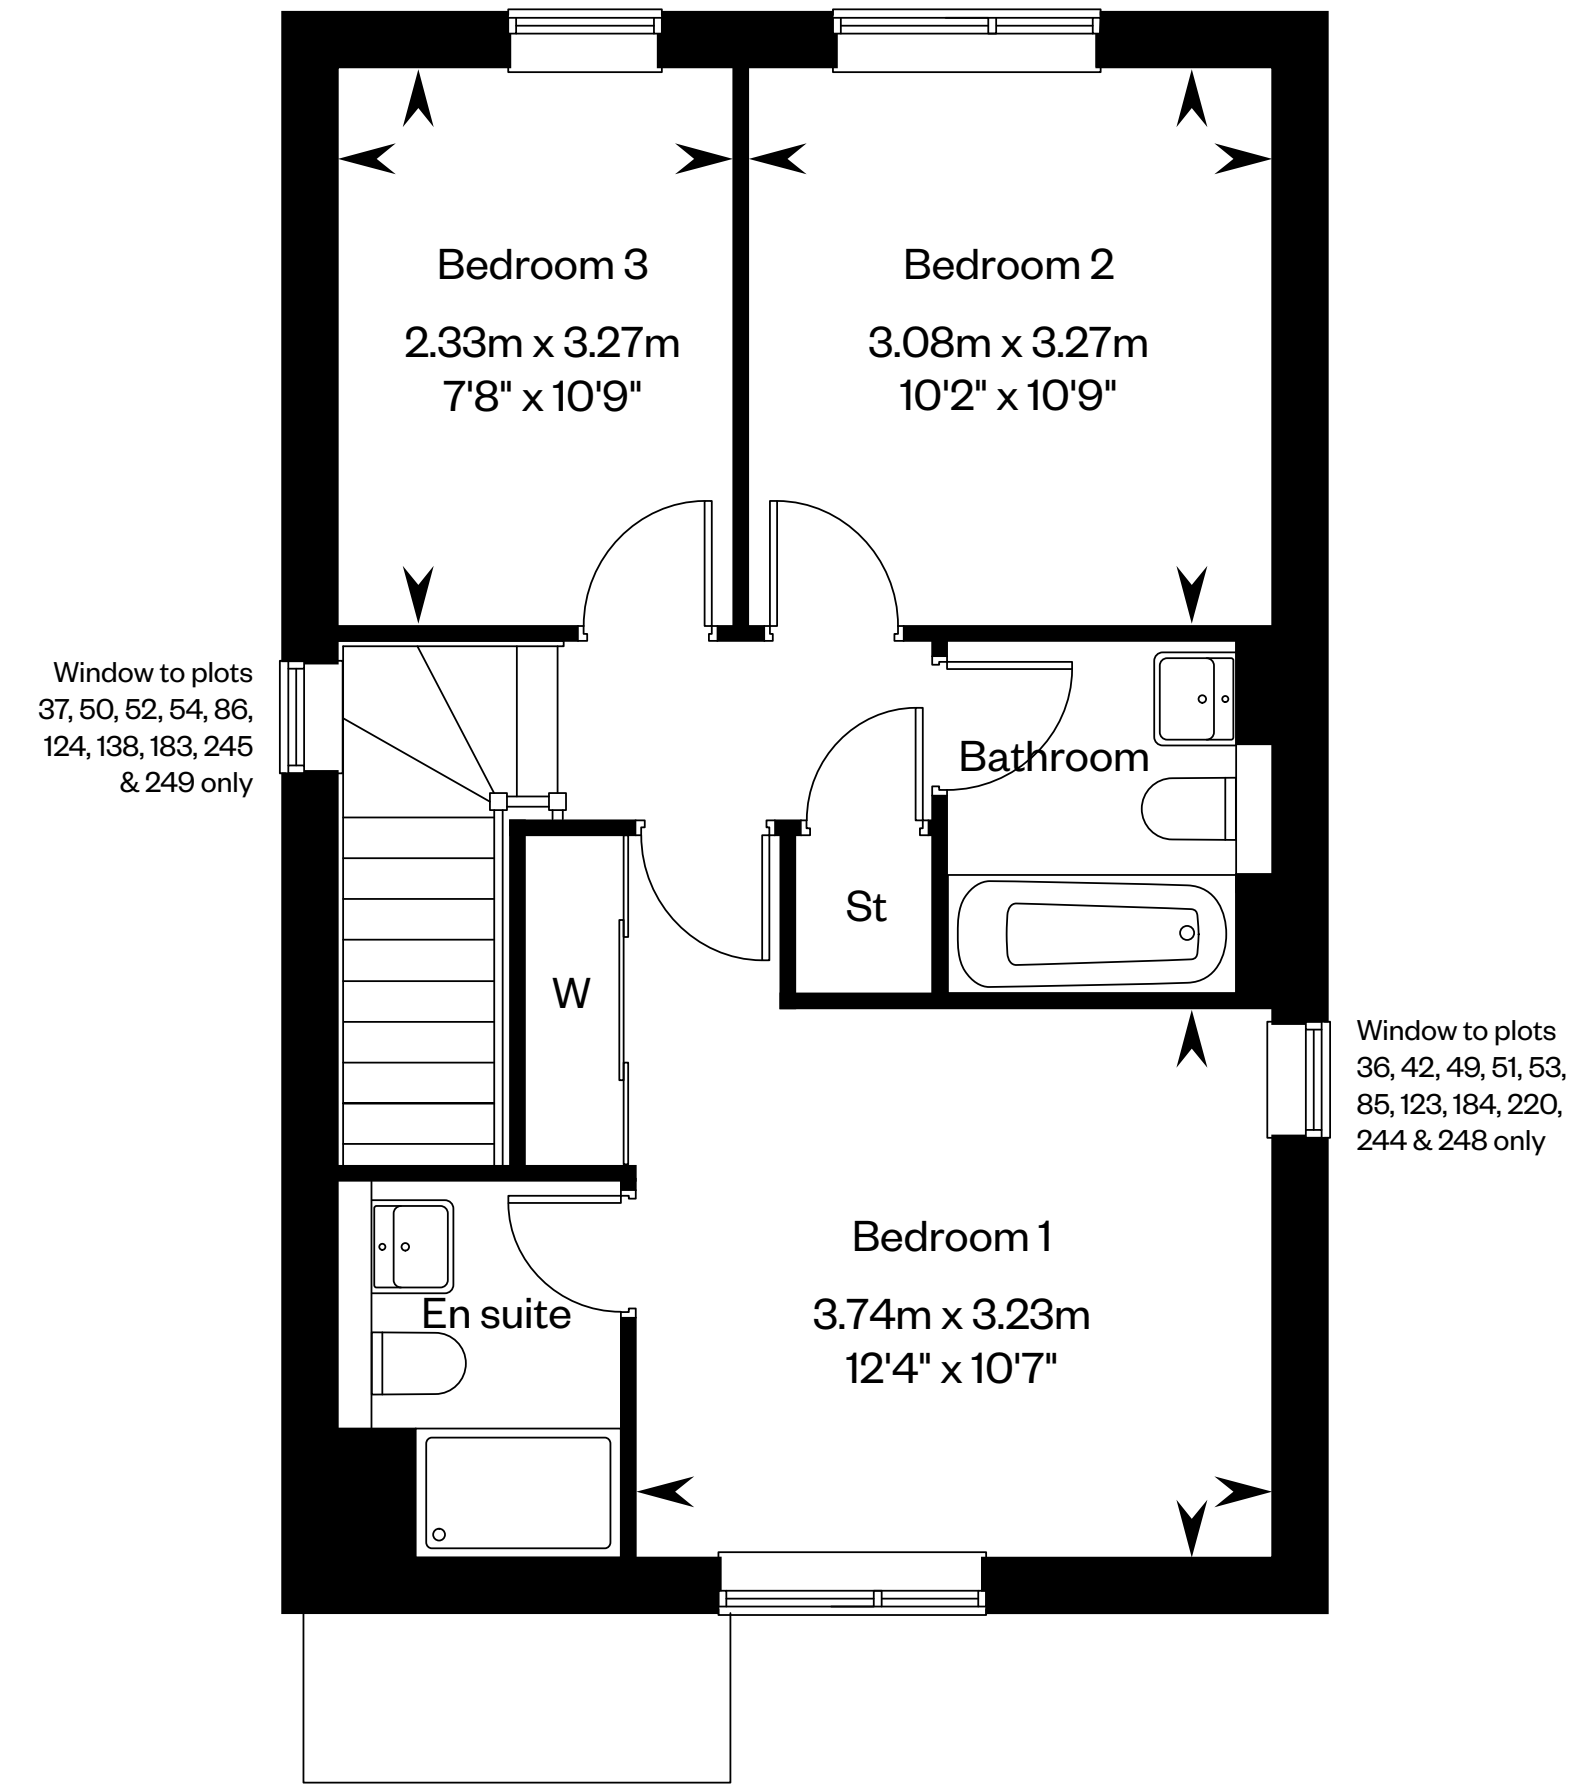 Bedroom 3
2.33m x 3.27m
7'8" x 10'9"
Bedroom 2
3.08m x 3.27m
10'2" x 10'9"
Window to plots
37, 50, 52, 54, 86,
124, 138, 183, 245
& 249 only
Bathroom
St
W
Window to plots
36, 42, 49, 51, 53,
85, 123, 184, 220,
244 & 248 only
En suite
Bedroom 1
3.74m x 3.23m
12'4" x 10'7"